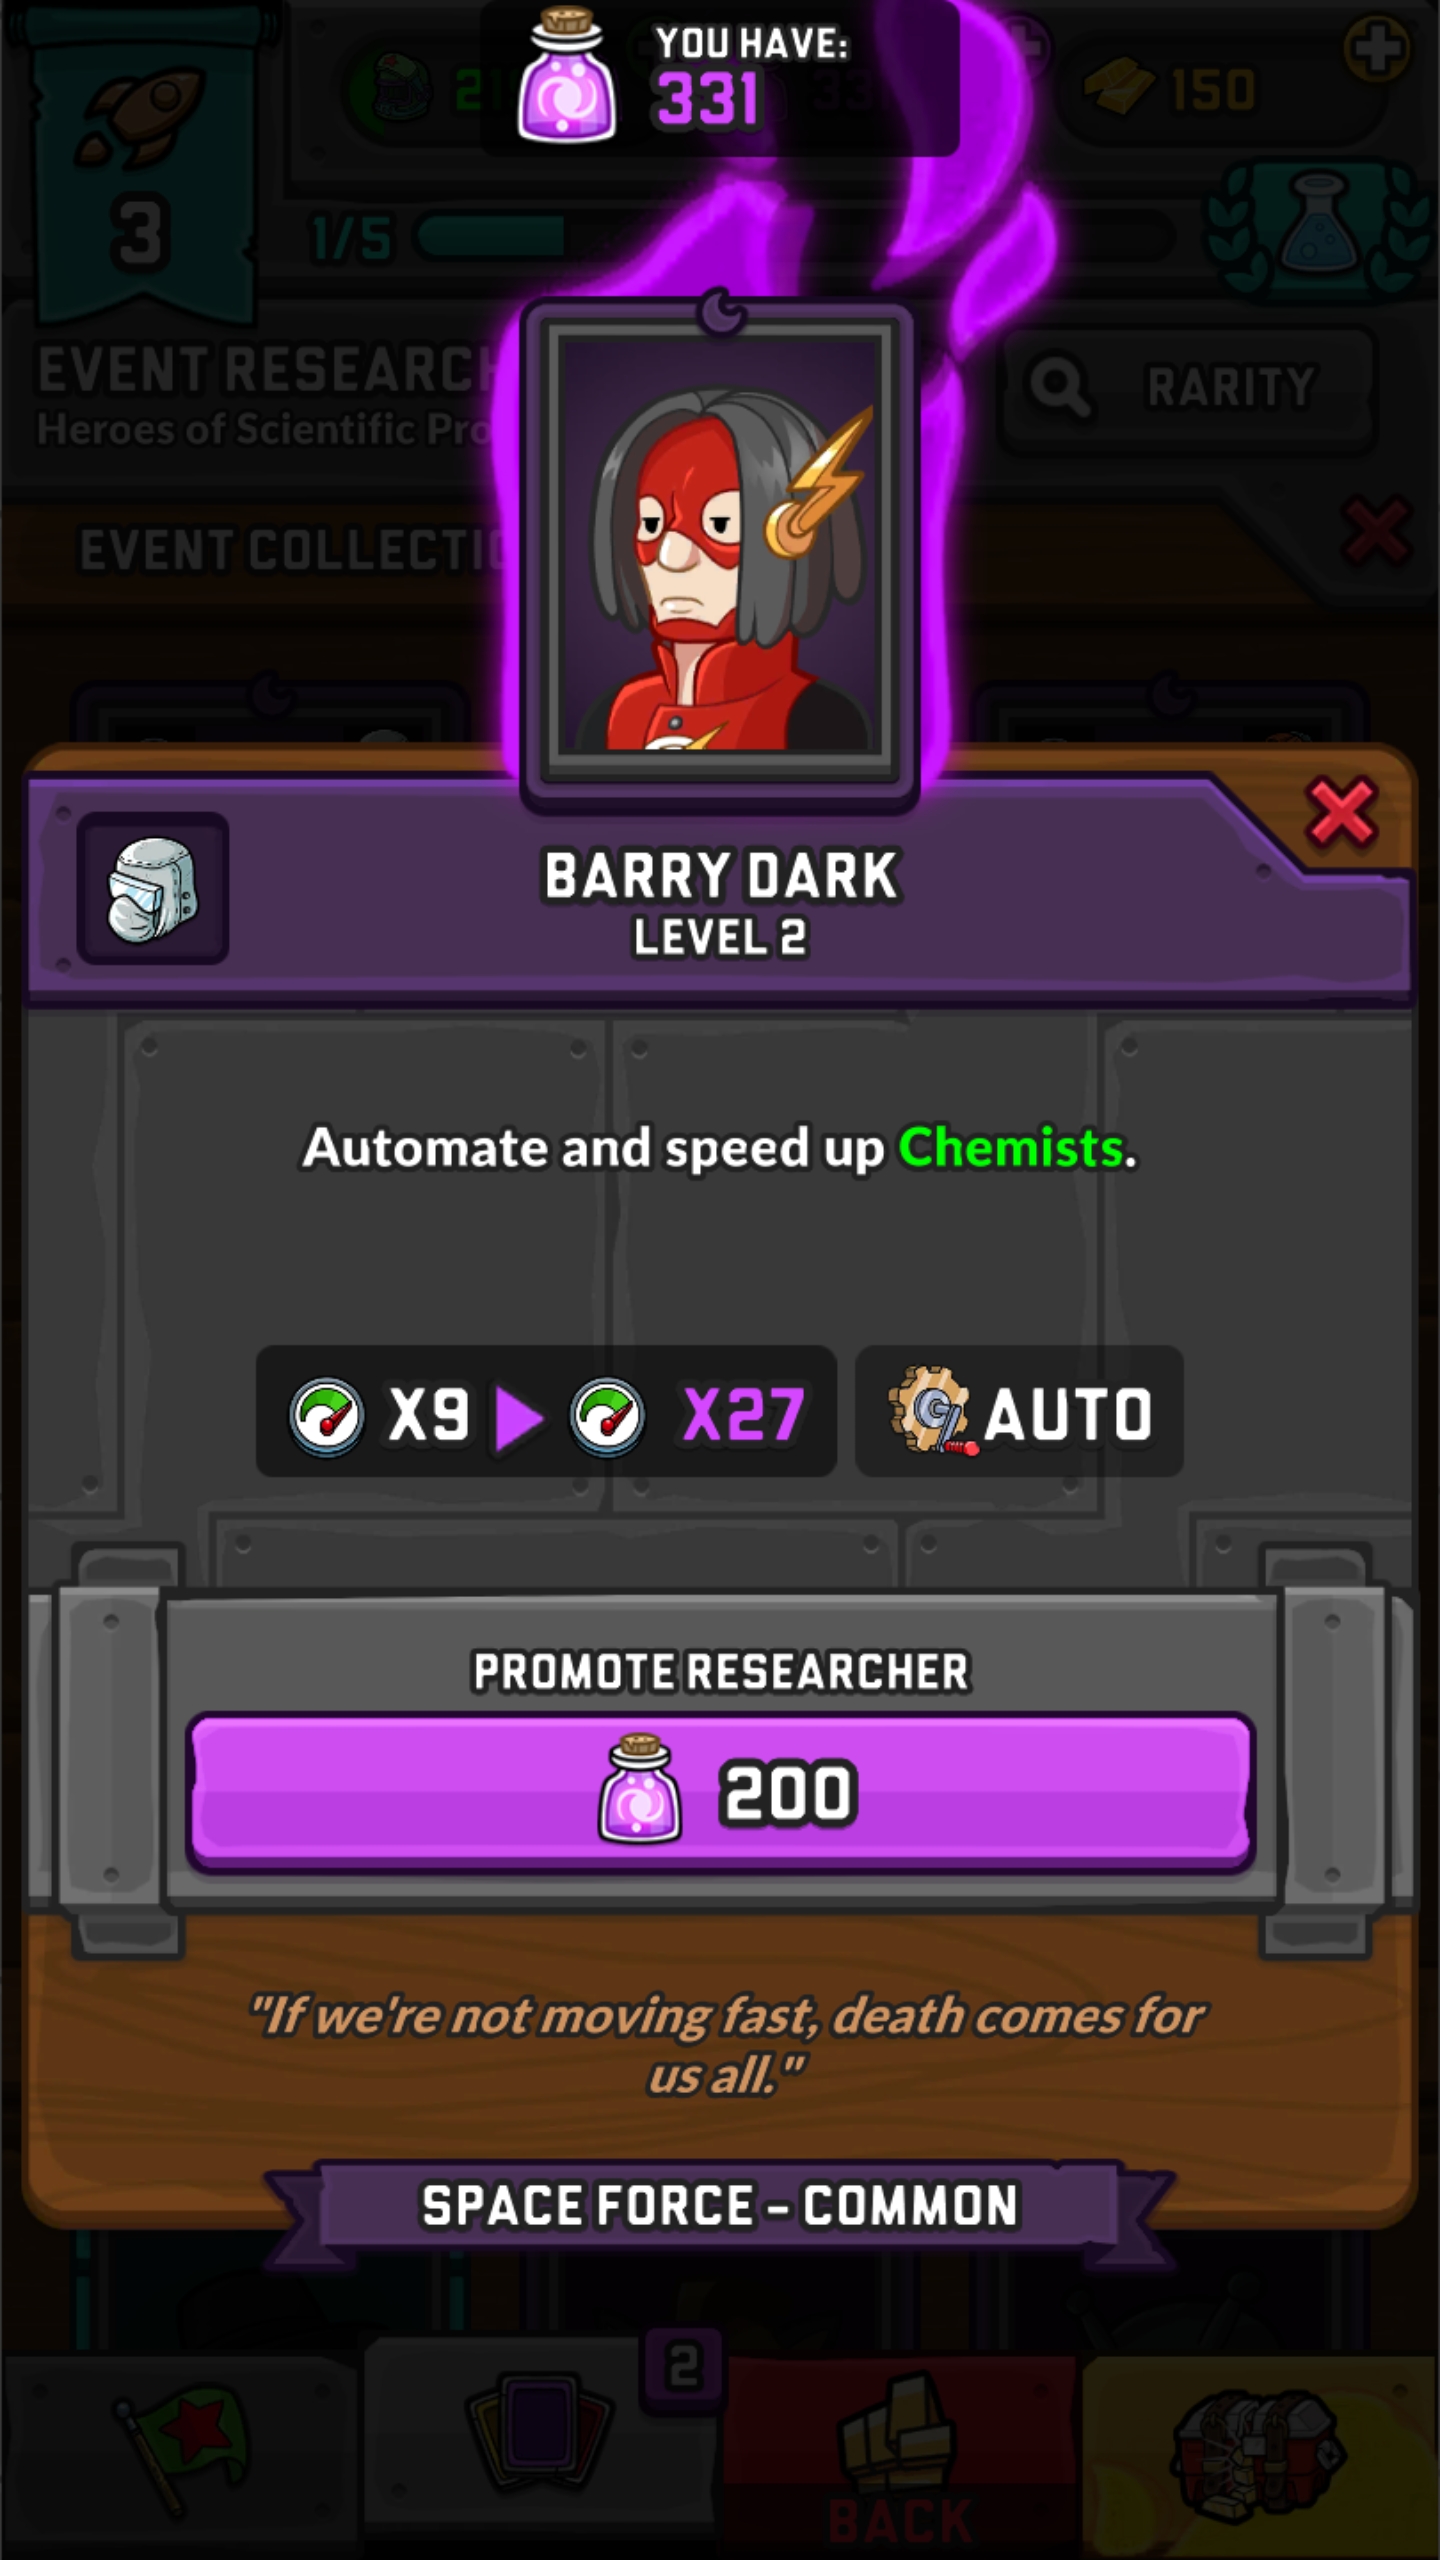 YOU HAVE:
331
150
3
1/5
EVENT RESEARCH
Heroes of Scientific Pro
RARITY
EVENT COLLECTIO
BARRY DARK
LEVEL 2
Automate and speed up Chemists.
X9 X27 AUTO
PROMOTE RESEARCHER
200
"If we're not moving fast, death comes for
us all."
SPACE FORCE - COMMON
2
BACK